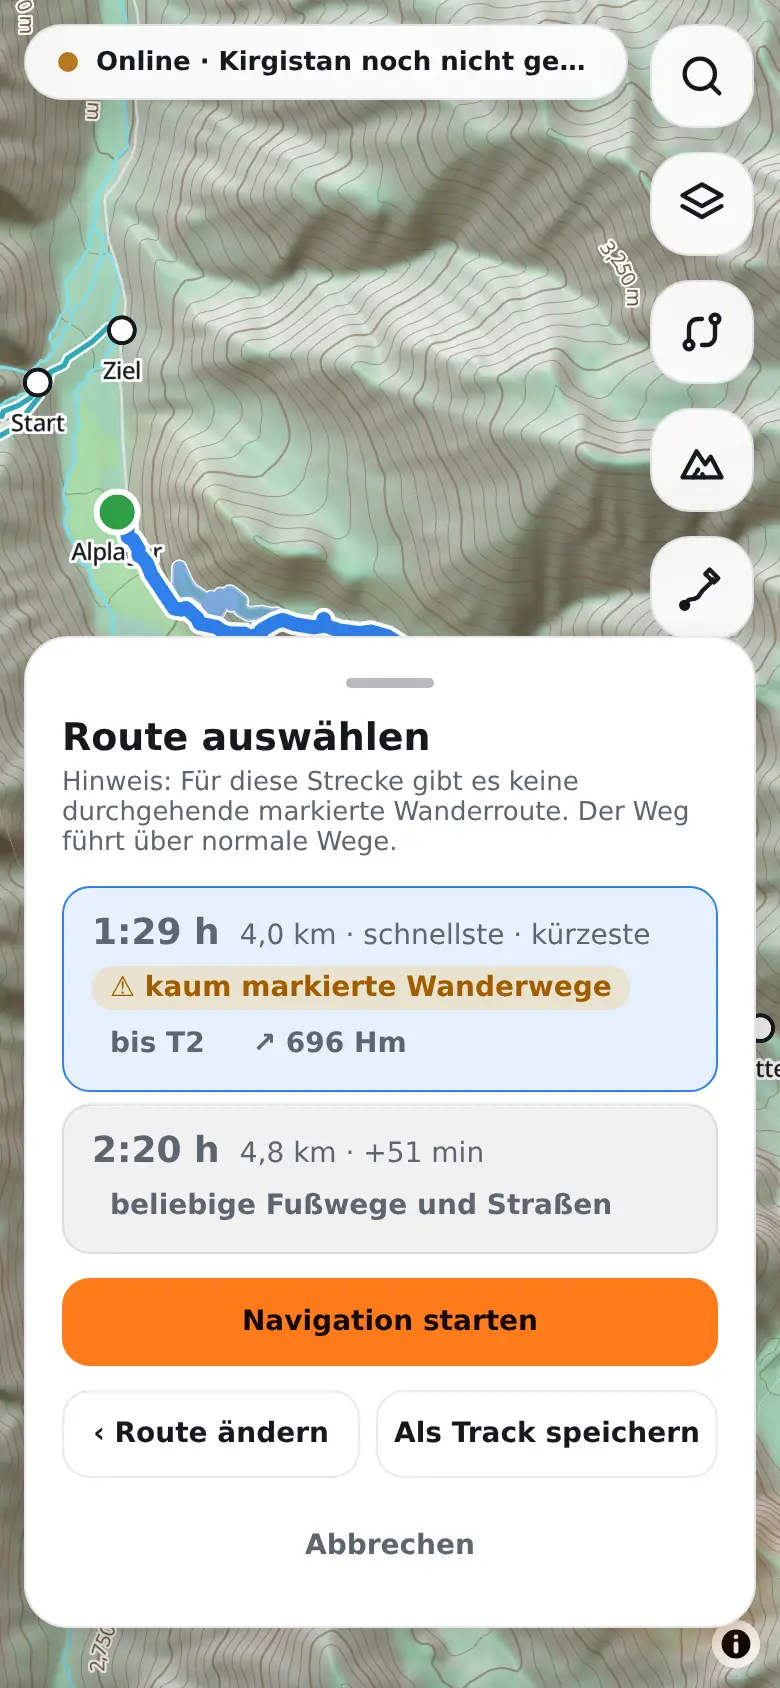 0 m
Online · Kirgistan noch nicht ge...
m
3,250 m
Ziel
Start
Route auswählen
Hinweis: Für diese Strecke gibt es keine
durchgehende markierte Wanderroute. Der Weg
führt über normale Wege.
1:29 h 4,0 km · schnellste · kürzeste
⚠ kaum markierte Wanderwege
bis T2 ↗ 696 Hm
2:20 h 4,8 km · +51 min
beliebige Fußwege und Straßen
Navigation starten
‹ Route ändern Als Track speichern
Abbrechen
2,750